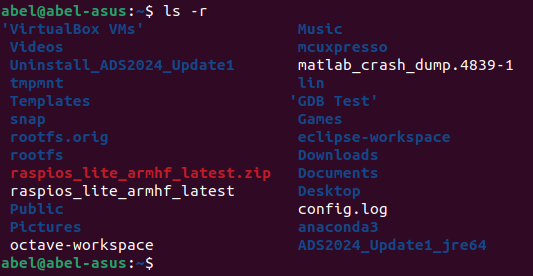 abel@abel-asus:~$ ls -r
'VirtualBox VMs' Music
Videos mcuxpresso
Uninstall_ADS2024_Update1 matlab_crash_dump.4839-1
tmpmnt lin
Templates 'GDB Test'
snap Games
rootfs.orig eclipse-workspace
rootfs Downloads
raspios_lite_armhf_latest.zip Documents
raspios_lite_armhf_latest Desktop
Public config.log
Pictures anaconda3
octave-workspace ADS2024_Update1_jre64
abel@abel-asus:~$